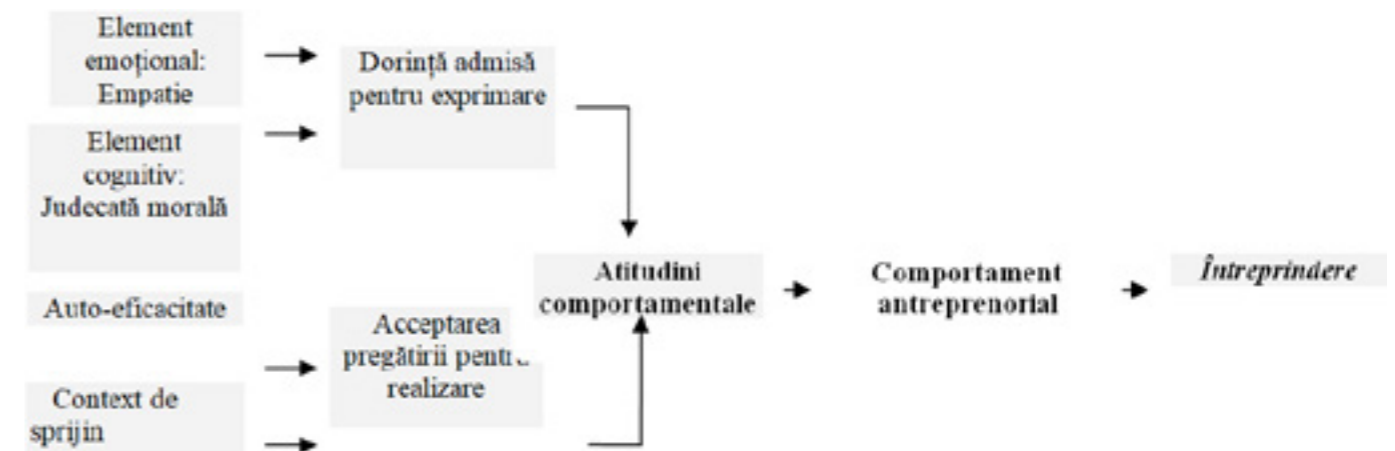 Element
emoțional:
Empatie
Dorință admisă
pentru exprimare
Element
cognitiv:
Judecată morală
Atitudini
comportamentale
Comportament
antreprenorial
Întreprindere
Auto-eficacitate
Acceptarea
pregătirii pentru
realizare
Context de
sprijin